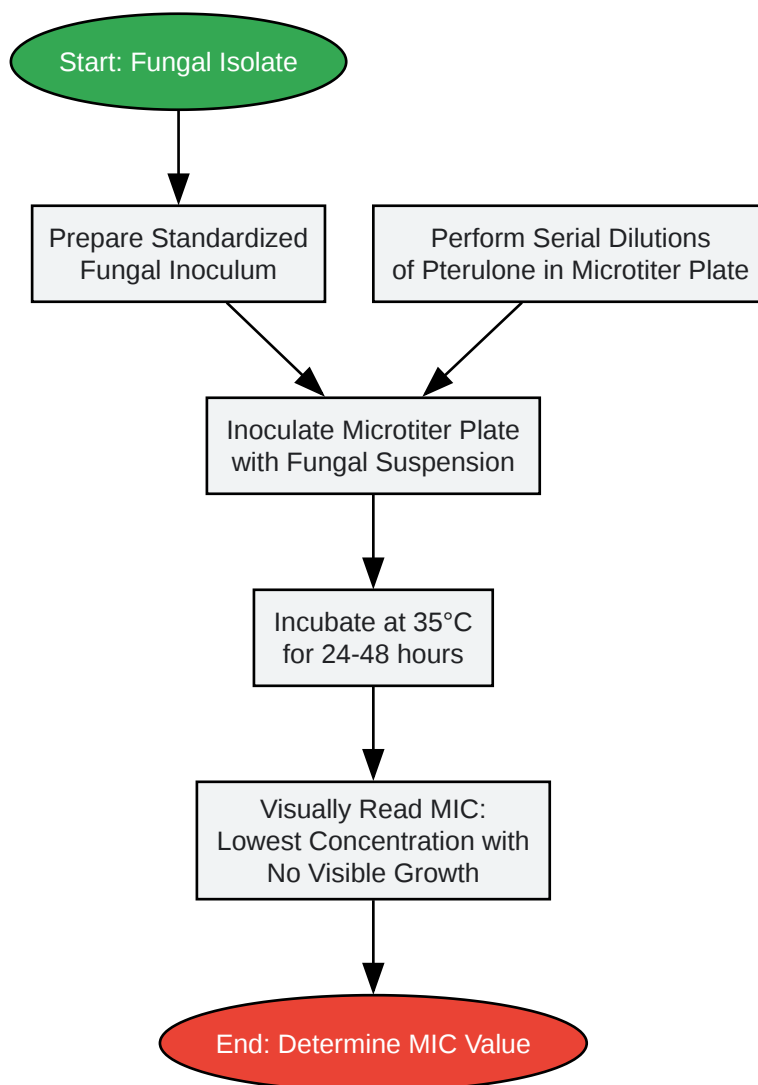 Start: Fungal Isolate
Prepare Standardized
Fungal Inoculum
Perform Serial Dilutions
of Pterulone in Microtiter Plate
Inoculate Microtiter Plate
with Fungal Suspension
Incubate at 35°C
for 24-48 hours
Visually Read MIC:
Lowest Concentration with
No Visible Growth
End: Determine MIC Value